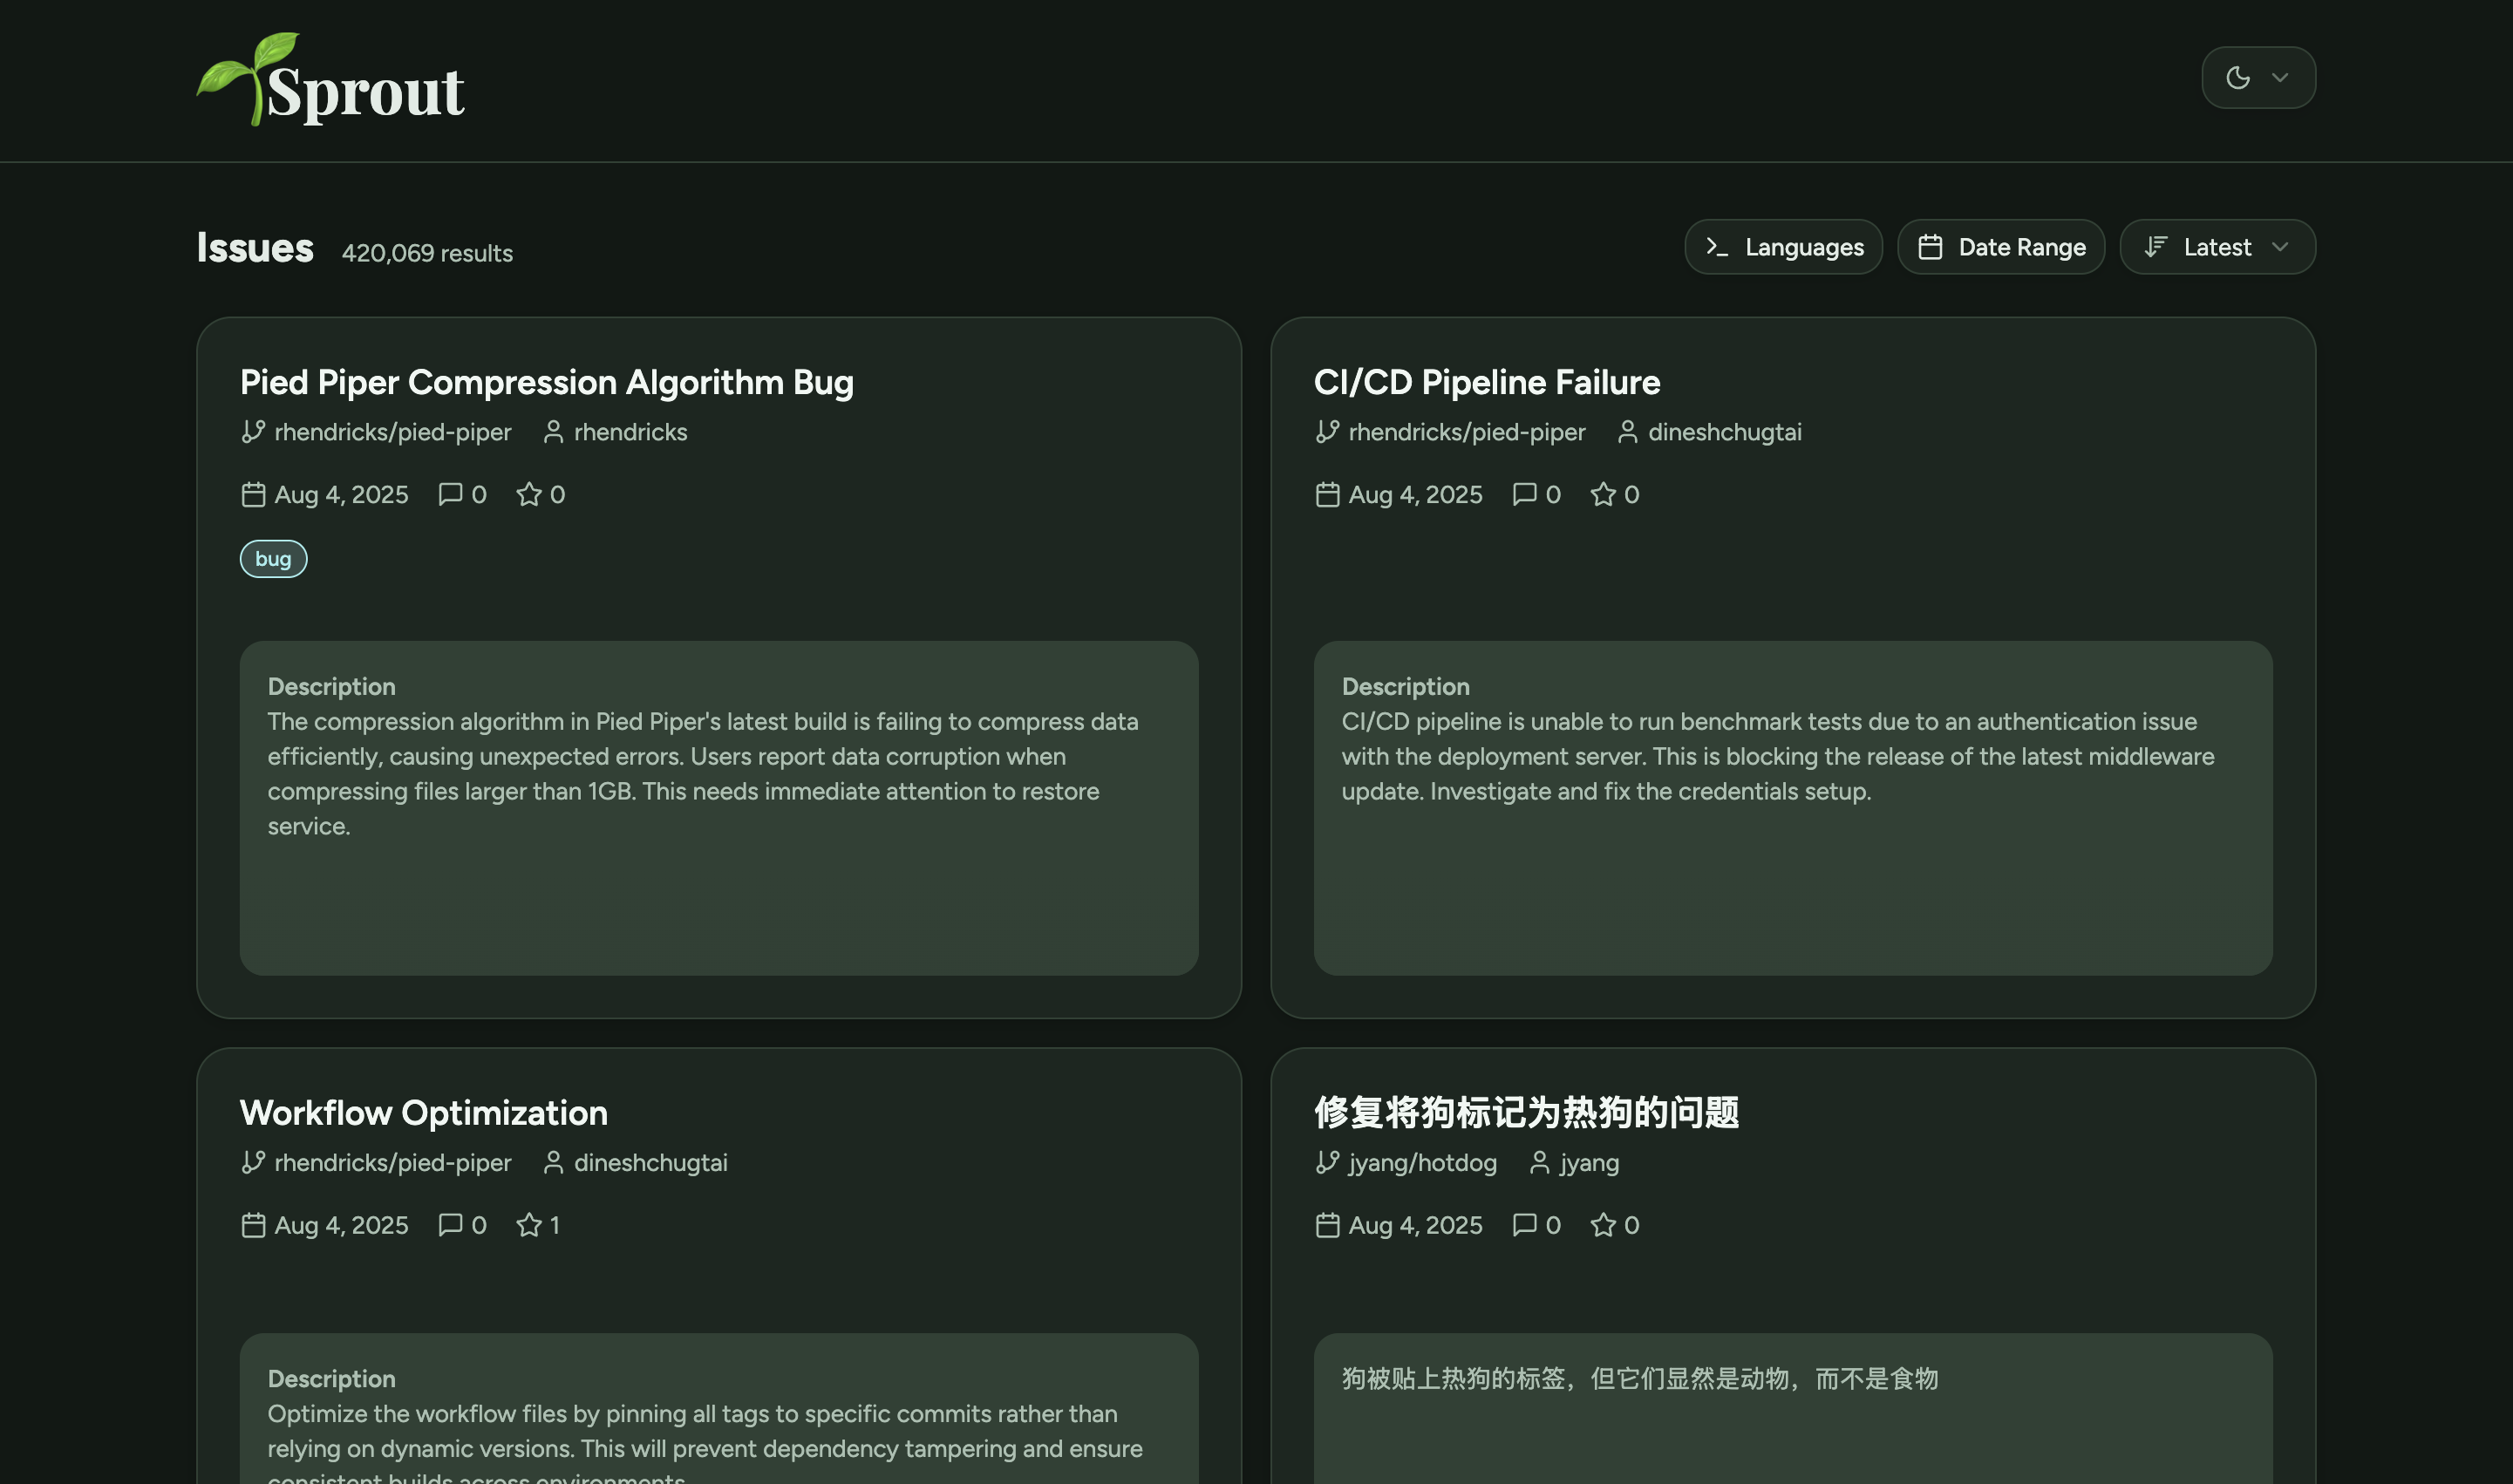 Sprout
Issues 420,069 results
Languages Date Range Latest
Pied Piper Compression Algorithm Bug
rhendricks/pied-piper rhendricks
Aug 4, 2025 0 0
bug
Description
The compression algorithm in Pied Piper's latest build is failing to compress data
efficiently, causing unexpected errors. Users report data corruption when
compressing files larger than 1GB. This needs immediate attention to restore
service.
CI/CD Pipeline Failure
rhendricks/pied-piper dineshchugtai
Aug 4, 2025 0 0
Description
CI/CD pipeline is unable to run benchmark tests due to an authentication issue
with the deployment server. This is blocking the release of the latest middleware
update. Investigate and fix the credentials setup.
Workflow Optimization
rhendricks/pied-piper dineshchugtai
Aug 4, 2025 0 1
Description
Optimize the workflow files by pinning all tags to specific commits rather than
relying on dynamic versions. This will prevent dependency tampering and ensure
consistent builds across environments.
修复将狗标记为热狗的问题
jyang/hotdog jyang
Aug 4, 2025 0 0
狗被贴上热狗的标签，但它们显然是动物，而不是食物